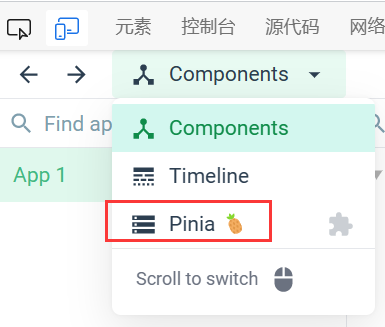 元素 控制台 源代码 网络
Components
Find ap
Components
App 1
Timeline
Pinia 🍍
Scroll to switch